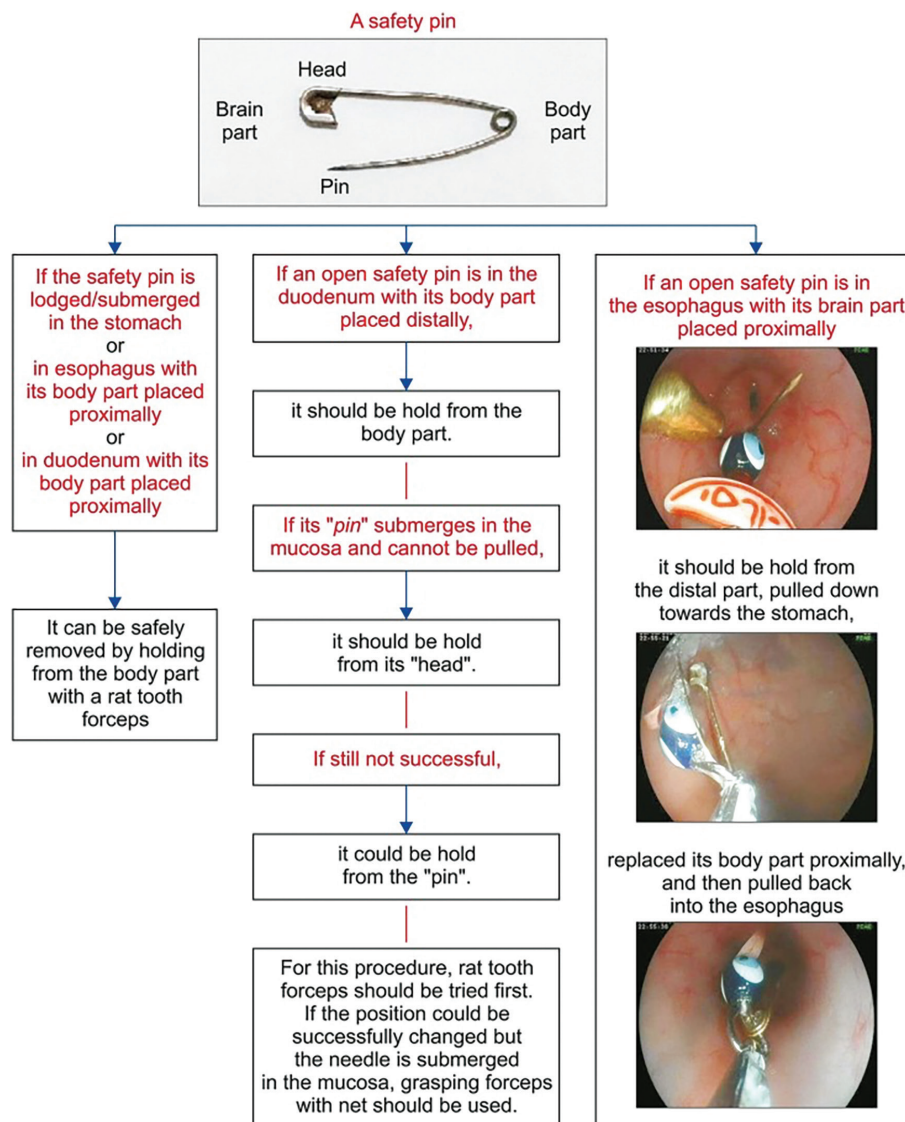 A safety pin
Head
Brain
part
Body
part
Pin
If the safety pin is
lodged/submerged
in the stomach
or
in esophagus with
its body part placed
proximally
or
in duodenum with its
body part placed
proximally
It can be safely
removed by holding
from the body part
with a rat tooth
forceps
If an open safety pin is in the
duodenum with its body part
placed distally,
it should be hold from the
body part.
If its "pin" submerges in the
mucosa and cannot be pulled,
it should be hold
from its "head".
If still not successful,
it could be hold
from the "pin".
For this procedure, rat tooth
forceps should be tried first.
If the position could be
successfully changed but
the needle is submerged
in the mucosa, grasping forceps
with net should be used.
If an open safety pin is in
the esophagus with its brain part
placed proximally
it should be hold from
the distal part, pulled down
towards the stomach,
replaced its body part proximally,
and then pulled back
into the esophagus